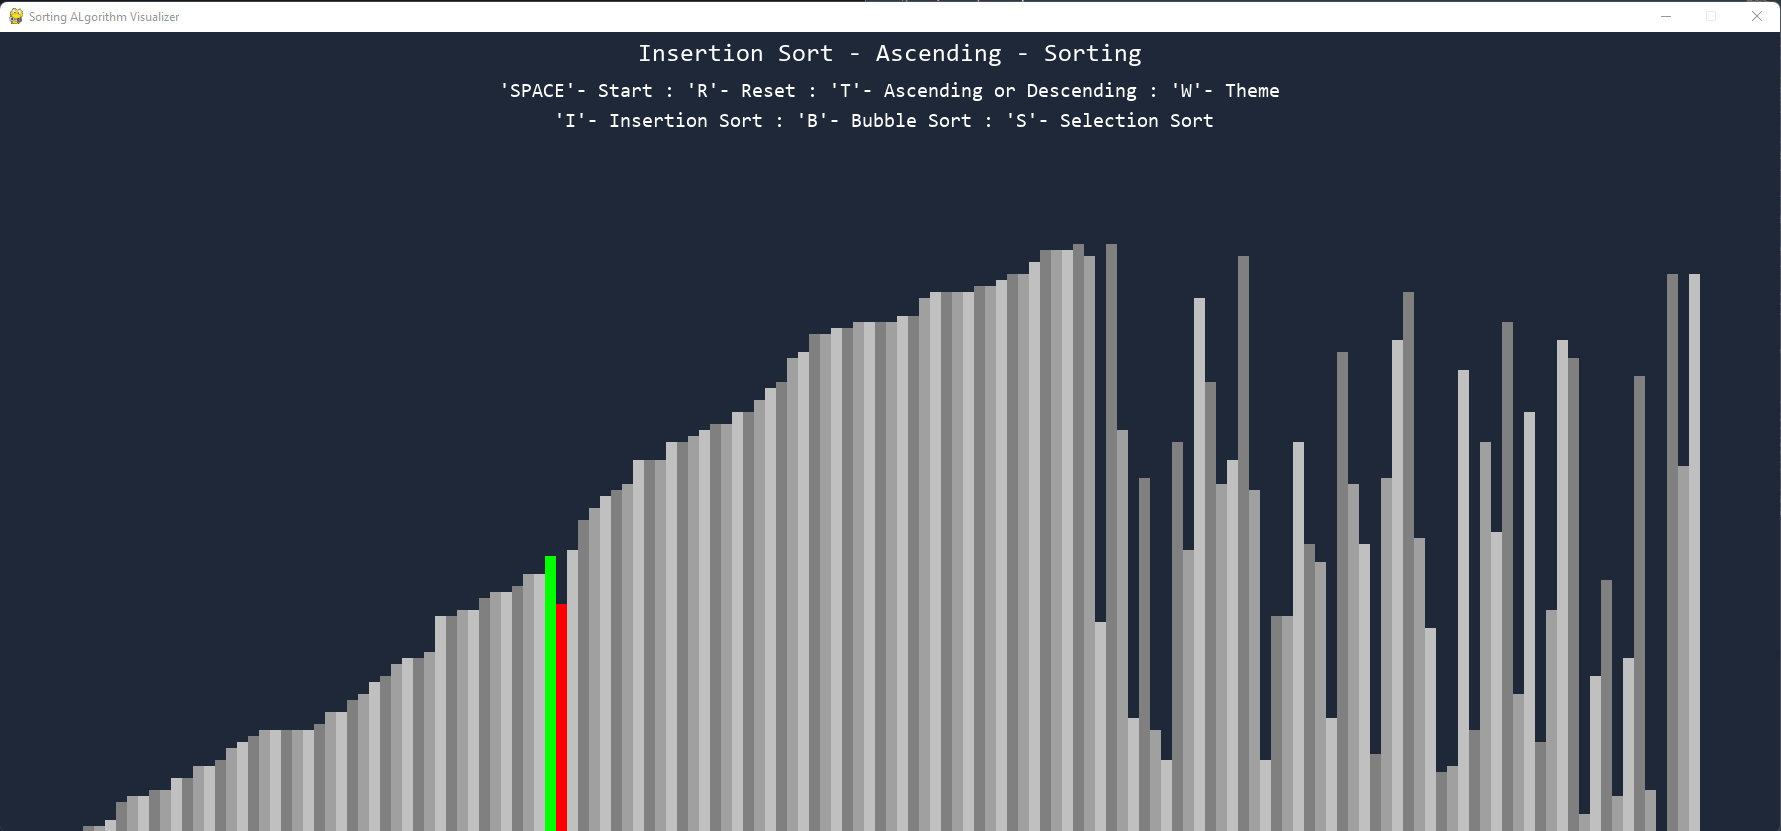 Sorting ALgorithm Visualizer
Insertion Sort - Ascending - Sorting
'SPACE'- Start : 'R'- Reset : 'T'- Ascending or Descending : 'W'- Theme
'I'- Insertion Sort : 'B'- Bubble Sort : 'S'- Selection Sort